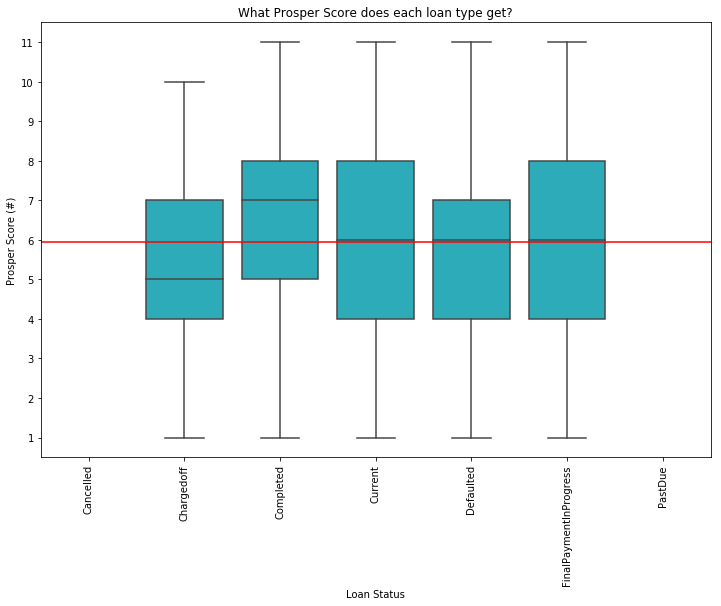 What Prosper Score does each loan type get?
Prosper Score (#)
11
10
9
8
7
6
5
4
3
2
1
Cancelled
Chargedoff
Completed
Current
Defaulted
FinalPaymentInProgress
PastDue
Loan Status